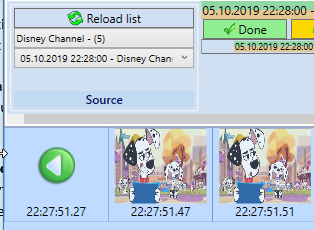 Reload list
Disney Channel - (5)
05.10.2019 22:28:00 - Disney Chann
Source
05.10.2019 22:28:00
Done
05.10.2019 22:28:00
22:27:51.27
22:27:51.47
22:27:51.51